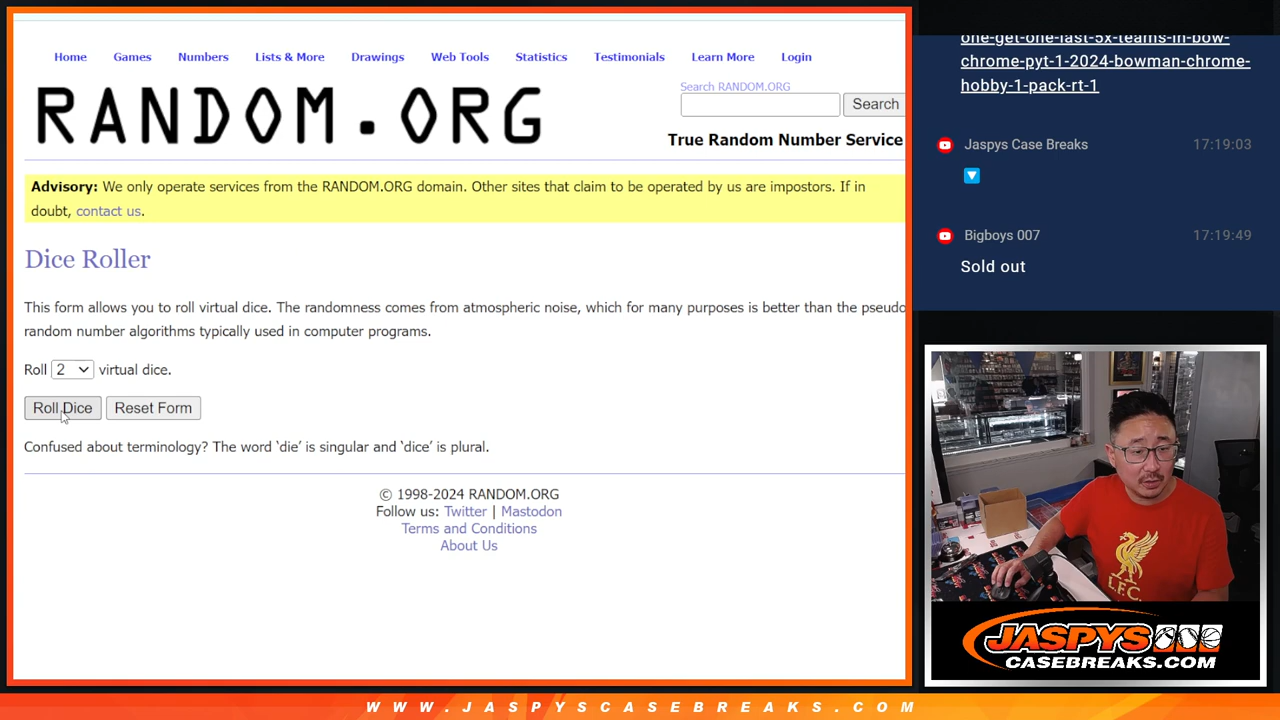 Home Games Numbers Lists & More Drawings Web Tools Statistics Testimonials Learn More Login
RANDOM.ORG
Search RANDOM.ORG
Search
True Random Number Service
Advisory: We only operate services from the RANDOM.ORG domain. Other sites that claim to be operated by us are impostors. If in
doubt, contact us.
Dice Roller
This form allows you to roll virtual dice. The randomness comes from atmospheric noise, which for many purposes is better than the pseudo
random number algorithms typically used in computer programs.
Roll 2 virtual dice.
Roll Dice Reset Form
Confused about terminology? The word ‘die’ is singular and ‘dice’ is plural.
© 1998-2024 RANDOM.ORG
Follow us: Twitter | Mastodon
Terms and Conditions
About Us
one-get-one-last-5x-teams-in-bow-
chrome-pyt-1-2024-bowman-chrome-
hobby-1-pack-rt-1
Jaspys Case Breaks 17:19:03
Bigboys 007 17:19:49
Sold out
L.F.C.
JASPYS
CASEBREAKS.COM
WWW.JASPYSCASEBREAKS.COM